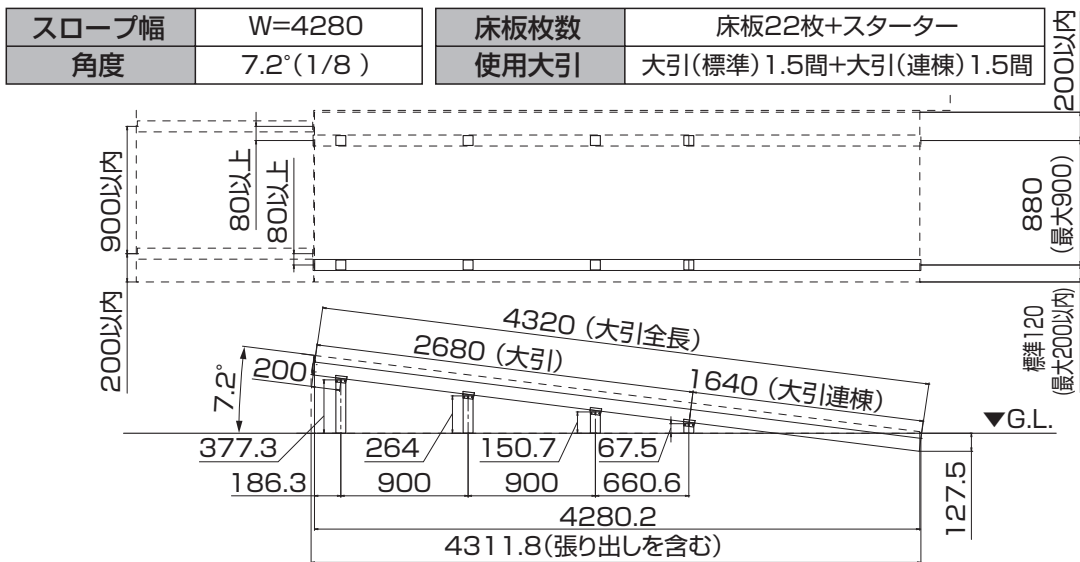 スロープ幅 W=4280
角度 7.2°(1/8 )
床板枚数 床板22枚+スターター
使用大引 大引(標準)1.5間+大引(連棟)1.5間
200以内
900以内
80以上
80以上
880
(最大900)
200以内
標準120
(最大200以内)
4320 (大引全長)
2680 (大引)
1640 (大引連棟)
7.2°
200
▼G.L.
377.3
264
150.7
67.5
186.3
900
900
660.6
127.5
4280.2
4311.8(張り出しを含む)